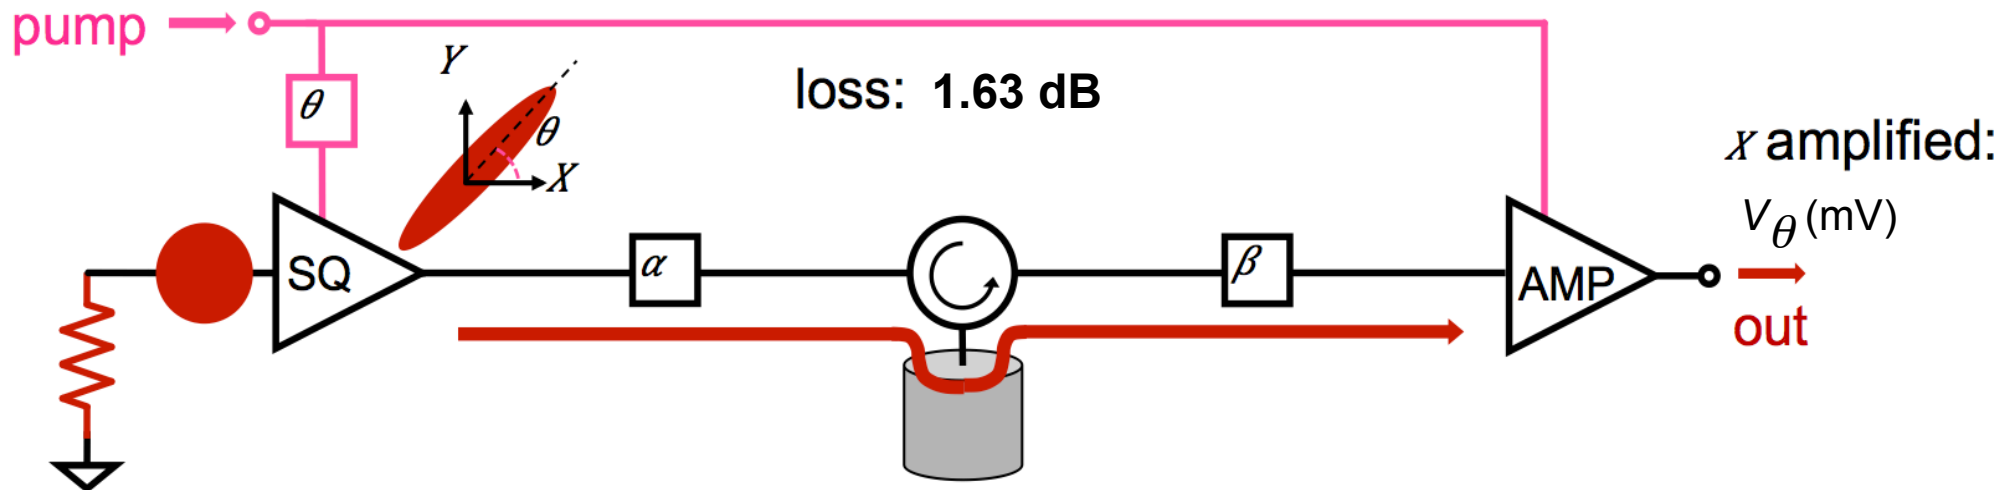 pump
θ
Y
θ
X
loss: 1.63 dB
X amplified:
Vθ (mV)
SQ
α
β
AMP
out